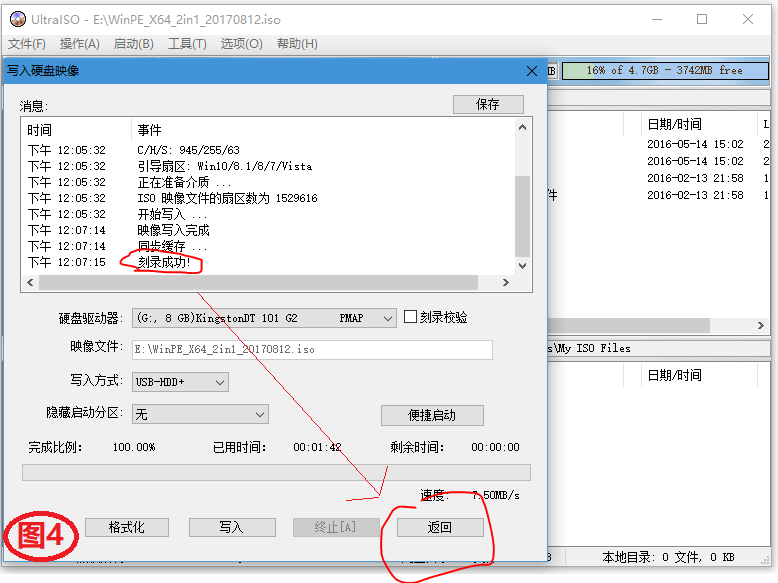 UltraISO - E:\WinPE_X64_2in1_20170812.iso
文件(F) 操作(A) 启动(B) 工具(T) 选项(O) 帮助(H)
写入硬盘映像
16% of 4.7GB - 3742MB free
消息:
保存
时间 事件
下午 12:05:32 C/H/S: 945/255/63
下午 12:05:32 引导扇区: Win10/8.1/8/7/Vista
下午 12:05:32 正在准备介质 ...
下午 12:05:32 ISO 映像文件的扇区数为 1529616
下午 12:05:32 开始写入 ...
下午 12:07:14 映像写入完成
下午 12:07:14 同步缓存 ...
下午 12:07:15 刻录成功!
日期/时间
2016-05-14 15:02
2016-05-14 15:02
2016-02-13 21:58
2016-02-13 21:58
硬盘驱动器: (G:, 8 GB)KingstonDT 101 G2 PMAP 刻录校验
映像文件: E:\WinPE_X64_2in1_20170812.iso
s\My ISO Files
写入方式: USB-HDD+
日期/时间
隐藏启动分区: 无
便捷启动
完成比例: 100.00% 已用时间: 00:01:42 剩余时间: 00:00:00
速度: 7.50MB/s
图4
格式化 写入 终止[A] 返回
本地目录: 0 文件, 0 KB